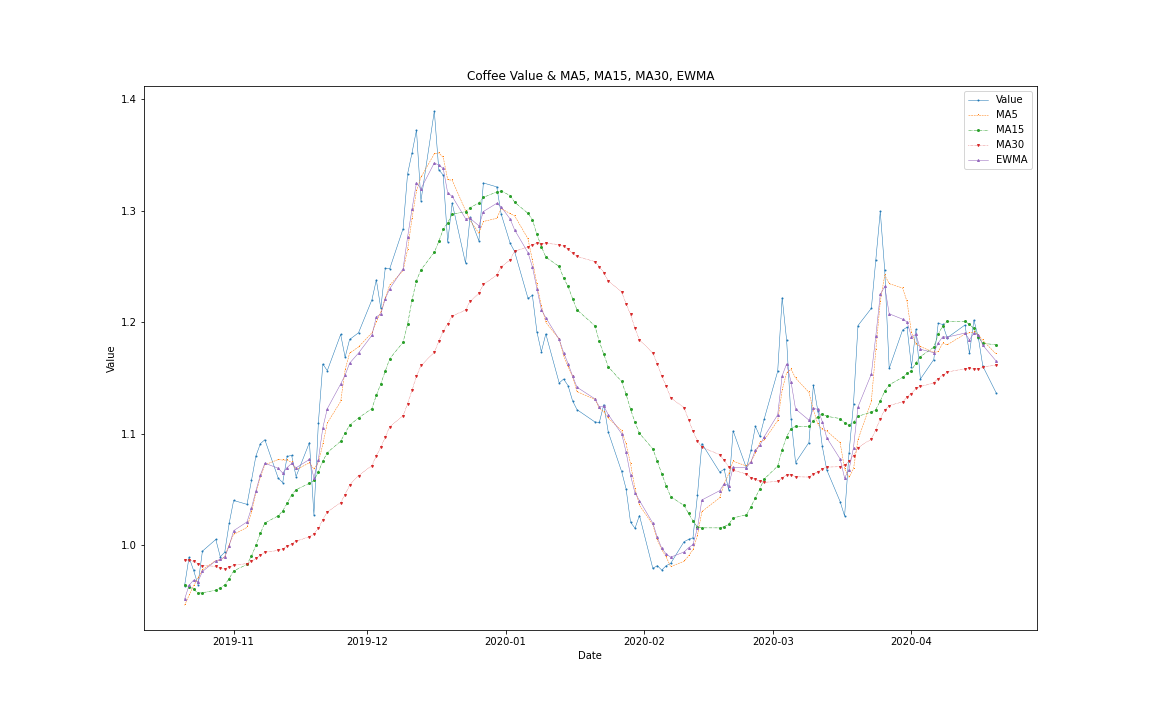 Coffee Value & MA5, MA15, MA30, EWMA
1.4
1.3
1.2
1.1
1.0
Value
Value
MA5
MA15
MA30
EWMA
2019-11
2019-12
2020-01
2020-02
2020-03
2020-04
Date